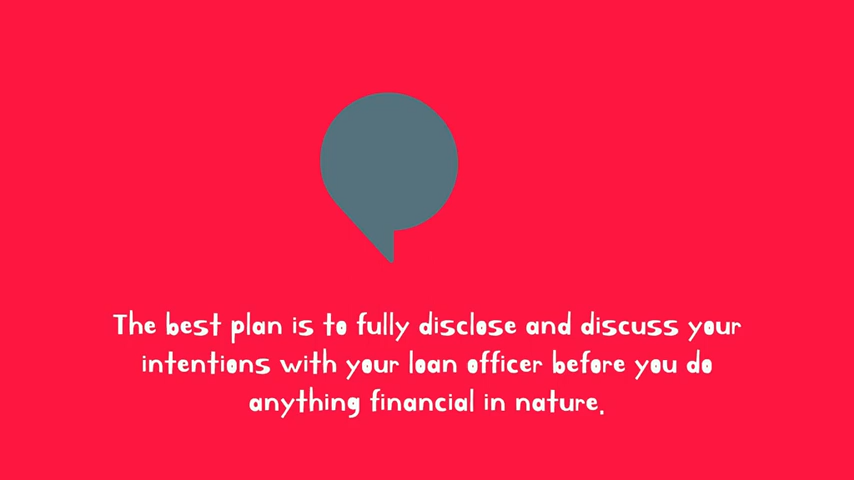 The best plan is to fully disclose and discuss your
intentions with your loan officer before you do
anything financial in nature.